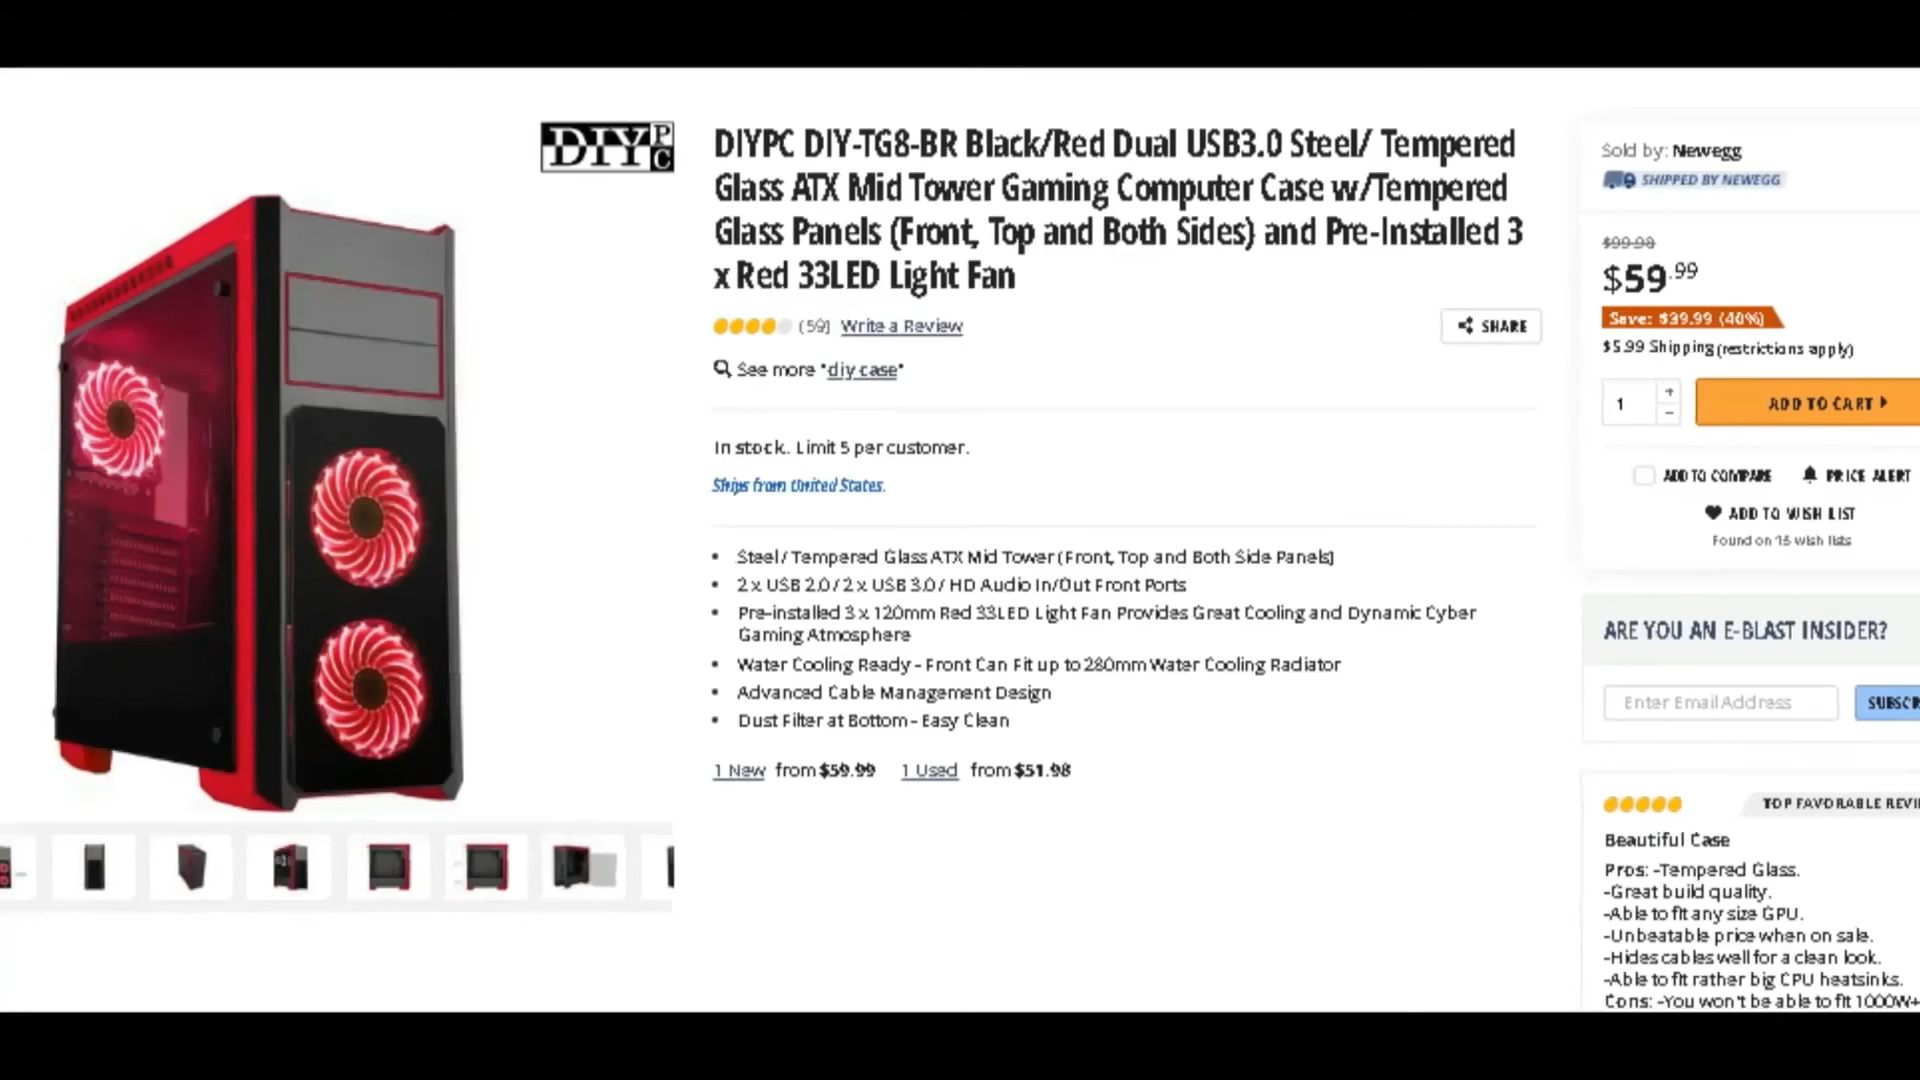 DIYPC
DIYPC DIY-TG8-BR Black/Red Dual USB3.0 Steel/ Tempered
Glass ATX Mid Tower Gaming Computer Case w/Tempered
Glass Panels (Front, Top and Both Sides) and Pre-Installed 3
x Red 33LED Light Fan
(59) Write a Review
SHARE
See more "diy case"
In stock. Limit 5 per customer.
Ships from United States.
• Steel / Tempered Glass ATX Mid Tower (Front, Top and Both Side Panels)
• 2 x USB 2.0 / 2 x USB 3.0 / HD Audio In/Out Front Ports
• Pre-installed 3 x 120mm Red 33LED Light Fan Provides Great Cooling and Dynamic Cyber
Gaming Atmosphere
• Water Cooling Ready - Front Can Fit up to 280mm Water Cooling Radiator
• Advanced Cable Management Design
• Dust Filter at Bottom - Easy Clean
1 New from $59.99 1 Used from $51.98
Sold by: Newegg
SHIPPED BY NEWEGG
$99.98
$59.99
Save: $39.99 (40%)
$5.99 Shipping (restrictions apply)
1 + -
ADD TO CART
ADD TO COMPARE PRICE ALERT
ADD TO WISH LIST
Found on 15 wish lists
ARE YOU AN E-BLAST INSIDER?
Enter Email Address SUBSCR
TOP FAVORABLE REVI
Beautiful Case
Pros: -Tempered Glass.
-Great build quality.
-Able to fit any size GPU.
-Unbeatable price when on sale.
-Hides cables well for a clean look.
-Able to fit rather big CPU heatsinks.
Cons: -You won't be able to fit 1000W+